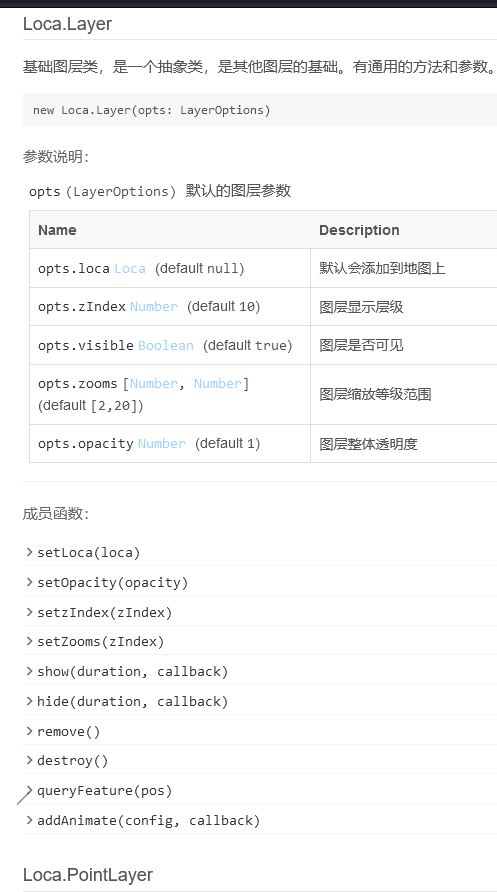 Loca.Layer
基础图层类，是一个抽象类，是其他图层的基础。有通用的方法和参数。
new Loca.Layer(opts: LayerOptions)
参数说明：
opts (LayerOptions) 默认的图层参数
Name Description
opts.loca Loca (default null) 默认会添加到地图上
opts.zIndex Number (default 10) 图层显示层级
opts.visible Boolean (default true) 图层是否可见
opts.zooms [Number, Number]
(default [2,20]) 图层缩放等级范围
opts.opacity Number (default 1) 图层整体透明度
成员函数：
setLoca(loca)
setOpacity(opacity)
setzIndex(zIndex)
setZooms(zIndex)
show(duration, callback)
hide(duration, callback)
remove()
destroy()
queryFeature(pos)
addAnimate(config, callback)
Loca.PointLayer